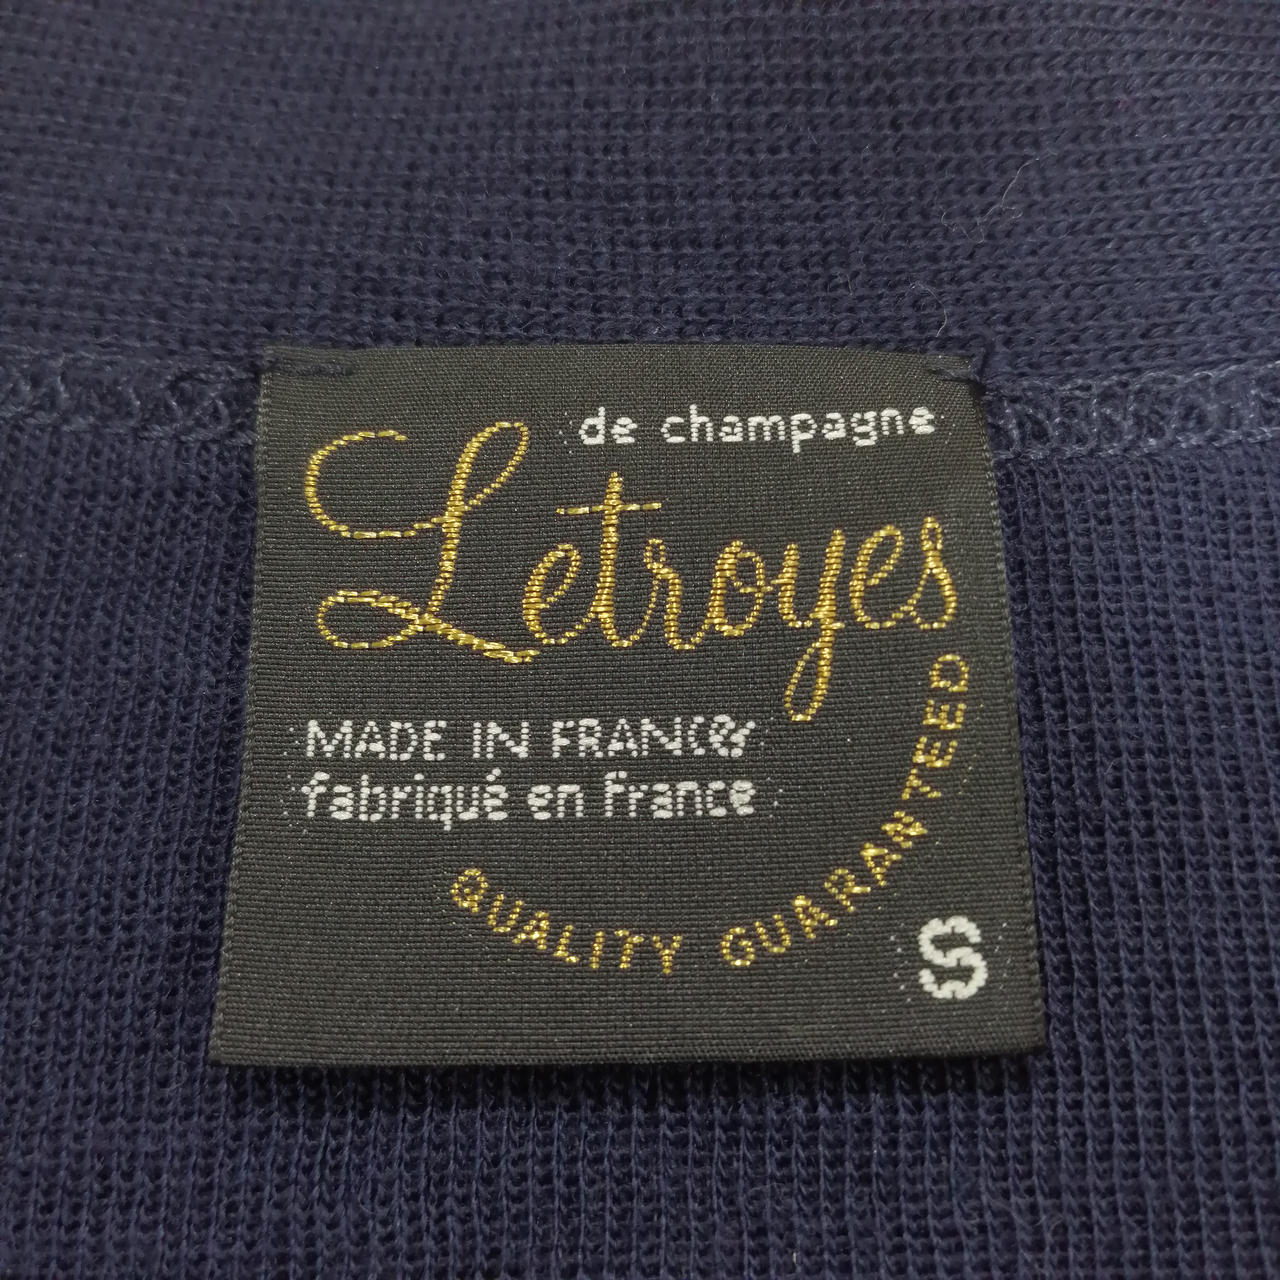 de champagne
Letroyes
MADE IN FRANCE
fabriqué en france
QUALITY GUARANTEED
S